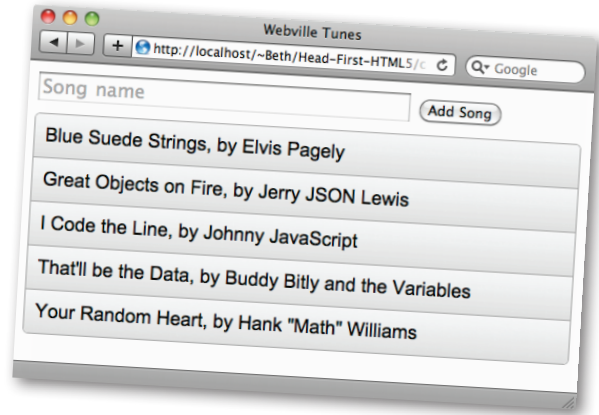 Webville Tunes
http://localhost/~Beth/Head-First-HTML5/
Google
Song name
Add Song
Blue Suede Strings, by Elvis Pagely
Great Objects on Fire, by Jerry JSON Lewis
I Code the Line, by Johnny JavaScript
That'll be the Data, by Buddy Bitly and the Variables
Your Random Heart, by Hank "Math" Williams